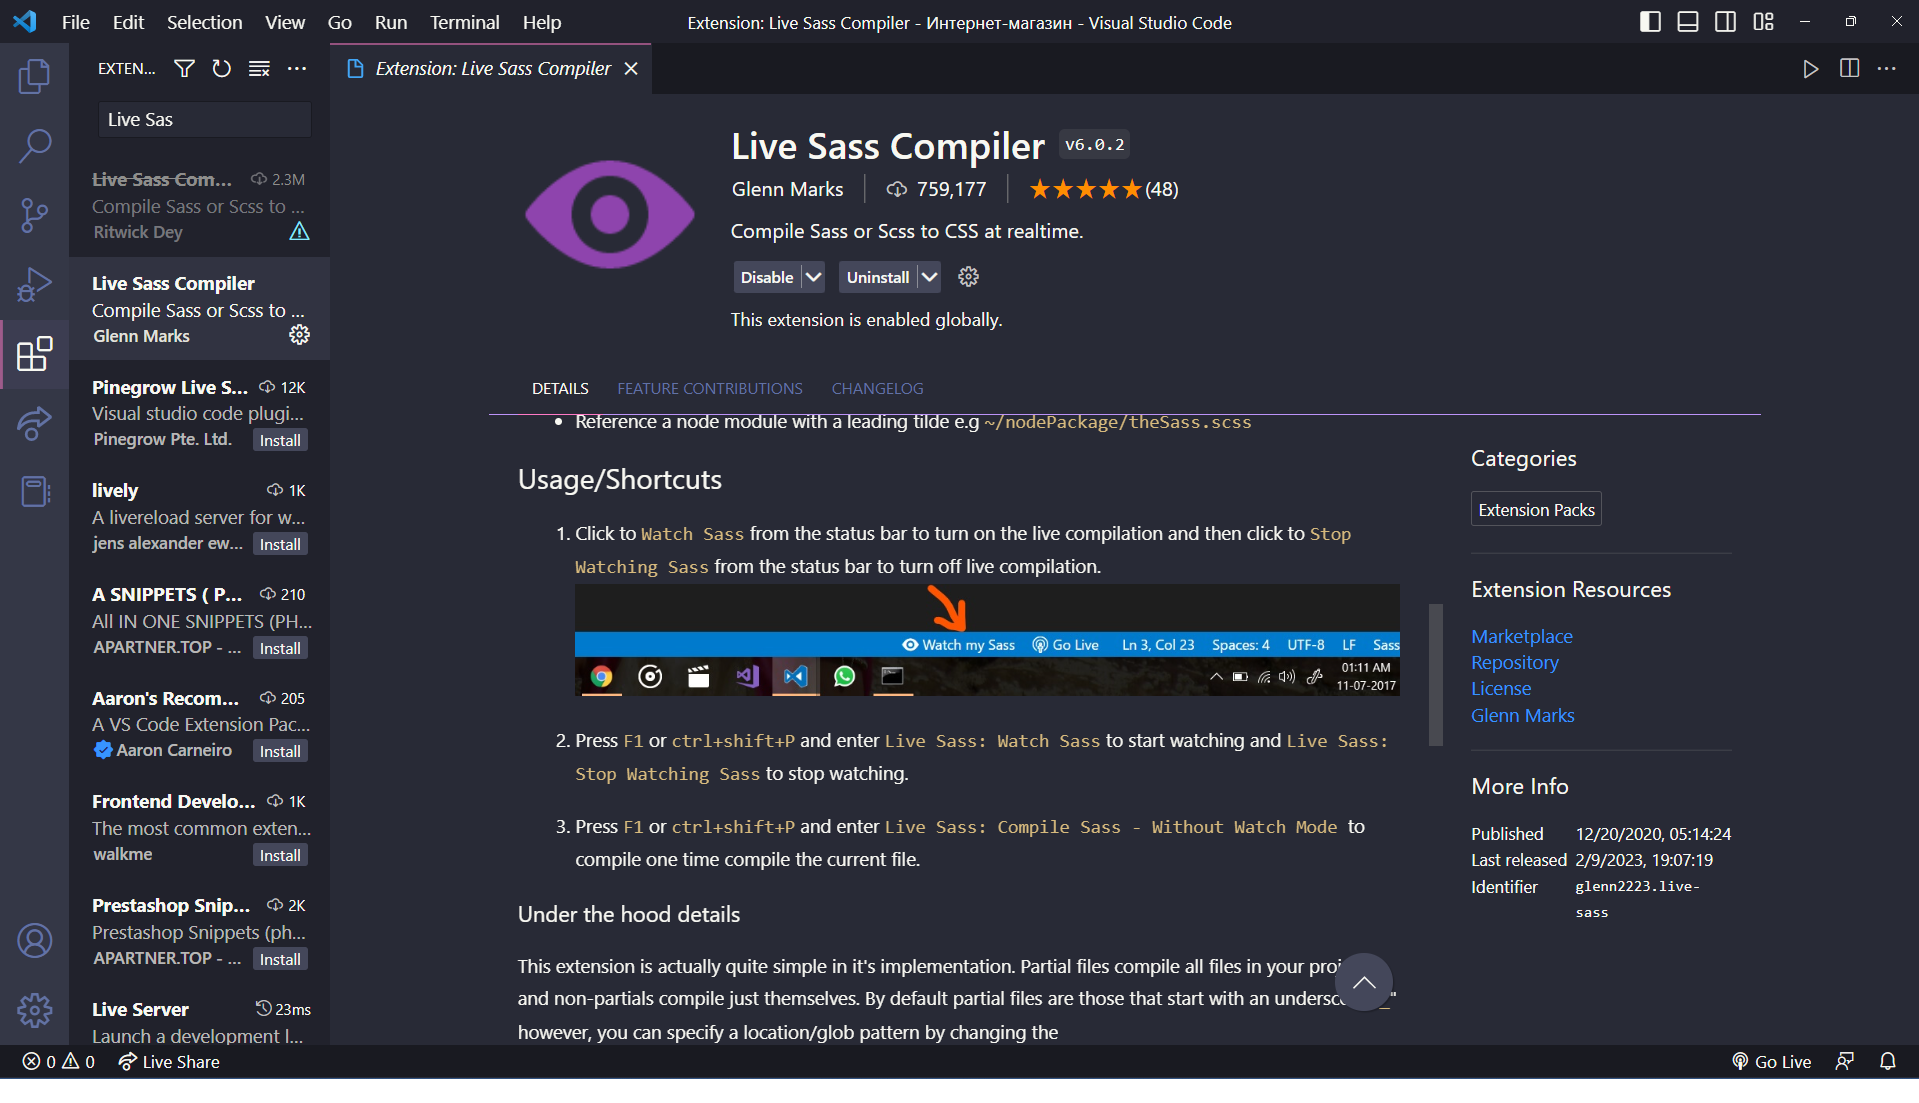 File Edit Selection View Go Run Terminal Help
Extension: Live Sass Compiler - Интернет-магазин - Visual Studio Code
EXTEN...
Extension: Live Sass Compiler
Live Sas
Live Sass Com... 2.3M
Compile Sass or Scss to ...
Ritwick Dey
Live Sass Compiler
Compile Sass or Scss to ...
Glenn Marks
Pinegrow Live S... 12K
Visual studio code plugi...
Pinegrow Pte. Ltd. Install
lively 1K
A livereload server for w...
jens alexander ew... Install
A SNIPPETS ( P... 210
All IN ONE SNIPPETS (PH...
APARTNER.TOP - ... Install
Aaron's Recom... 205
A VS Code Extension Pac...
Aaron Carneiro Install
Frontend Develo... 1K
The most common exten...
walkme Install
Prestashop Snip... 2K
Prestashop Snippets (ph...
APARTNER.TOP - ... Install
Live Server 23ms
Launch a development l...
Live Sass Compiler v6.0.2
Glenn Marks 759,177 (48)
Compile Sass or Scss to CSS at realtime.
Disable Uninstall
This extension is enabled globally.
DETAILS FEATURE CONTRIBUTIONS CHANGELOG
• Reference a node module with a leading tilde e.g ~/nodePackage/theSass.scss
Usage/Shortcuts
1. Click to Watch Sass from the status bar to turn on the live compilation and then click to Stop
Watching Sass from the status bar to turn off live compilation.
Watch my Sass Go Live Ln 3, Col 23 Spaces: 4 UTF-8 LF Sass
01:11 AM
11-07-2017
2. Press F1 or ctrl+shift+P and enter Live Sass: Watch Sass to start watching and Live Sass:
Stop Watching Sass to stop watching.
3. Press F1 or ctrl+shift+P and enter Live Sass: Compile Sass - Without Watch Mode to
compile one time compile the current file.
Under the hood details
This extension is actually quite simple in it's implementation. Partial files compile all files in your proj
and non-partials compile just themselves. By default partial files are those that start with an undersc _"
however, you can specify a location/glob pattern by changing the
Categories
Extension Packs
Extension Resources
Marketplace
Repository
License
Glenn Marks
More Info
Published 12/20/2020, 05:14:24
Last released 2/9/2023, 19:07:19
Identifier glenn2223.live-
sass
0 0 Live Share
Go Live